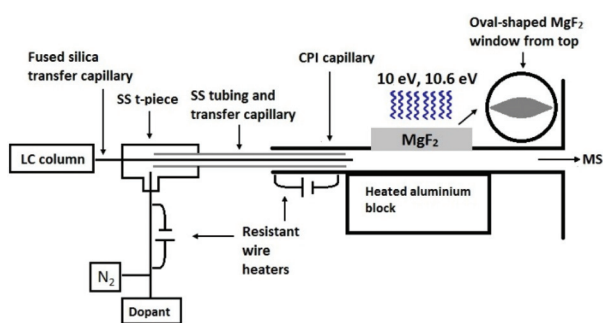 Oval-shaped MgF₂
window from top
Fused silica
transfer capillary
CPI capillary
SS t-piece
SS tubing and
transfer capillary
10 eV, 10.6 eV
MgF₂
LC column
MS
Heated aluminium
block
Resistant
wire
heaters
N₂
Dopant